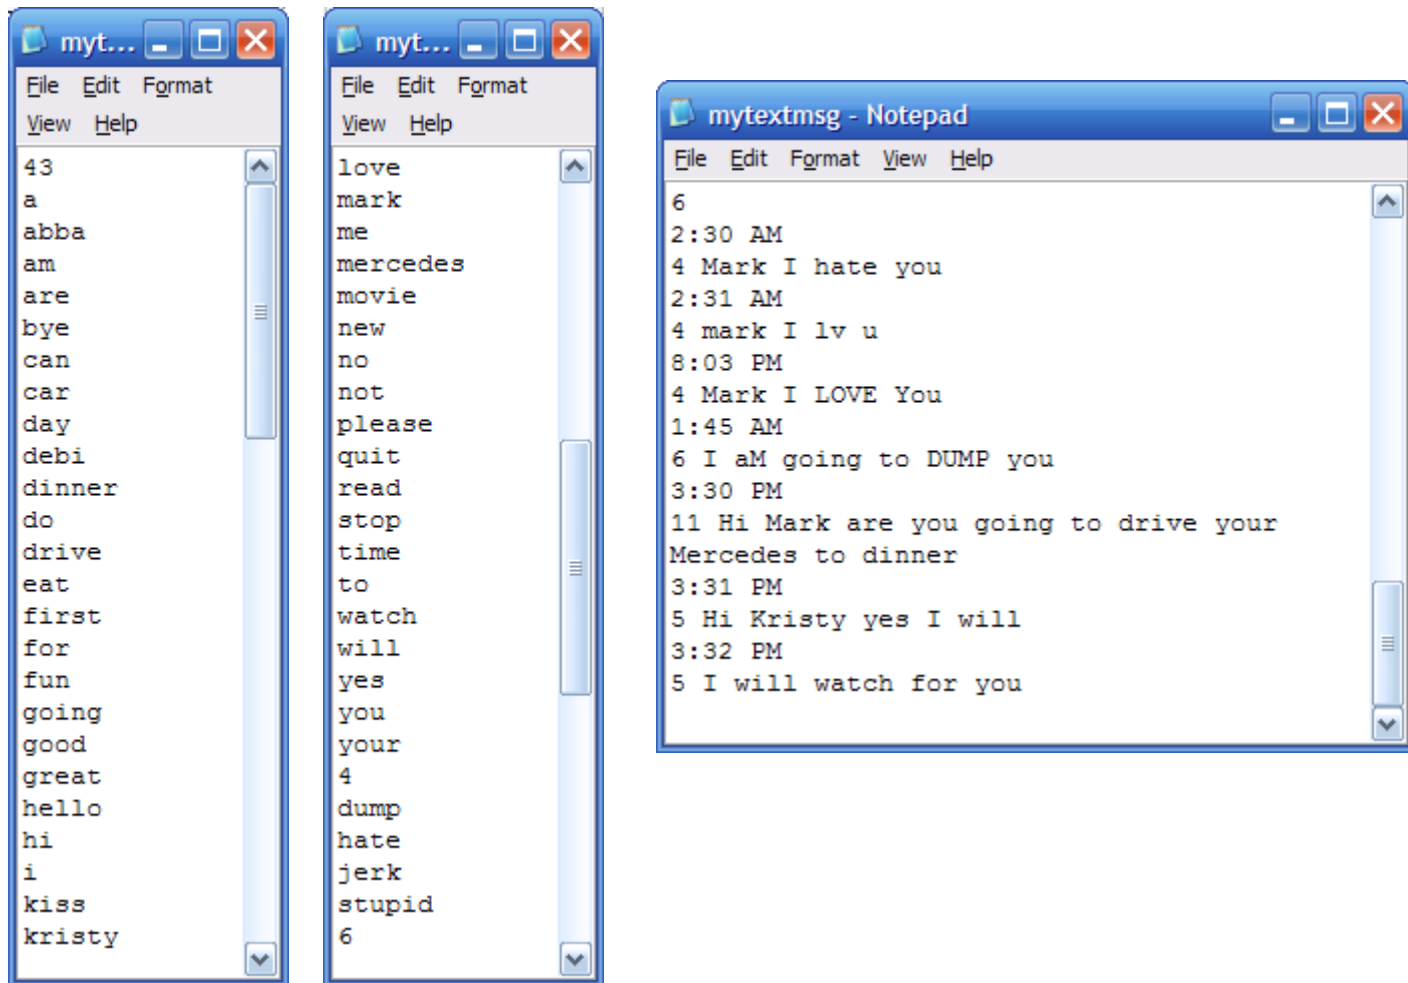 myt...
File Edit Format
View Help
43
a
abba
am
are
bye
can
car
day
debi
dinner
do
drive
eat
first
for
fun
going
good
great
hello
hi
i
kiss
kristy
myt...
File Edit Format
View Help
love
mark
me
mercedes
movie
new
no
not
please
quit
read
stop
time
to
watch
will
yes
you
your
4
dump
hate
jerk
stupid
6
mytextmsg - Notepad
File Edit Format View Help
6
2:30 AM
4 Mark I hate you
2:31 AM
4 mark I lv u
8:03 PM
4 Mark I LOVE You
1:45 AM
6 I aM going to DUMP you
3:30 PM
11 Hi Mark are you going to drive your
Mercedes to dinner
3:31 PM
5 Hi Kristy yes I will
3:32 PM
5 I will watch for you